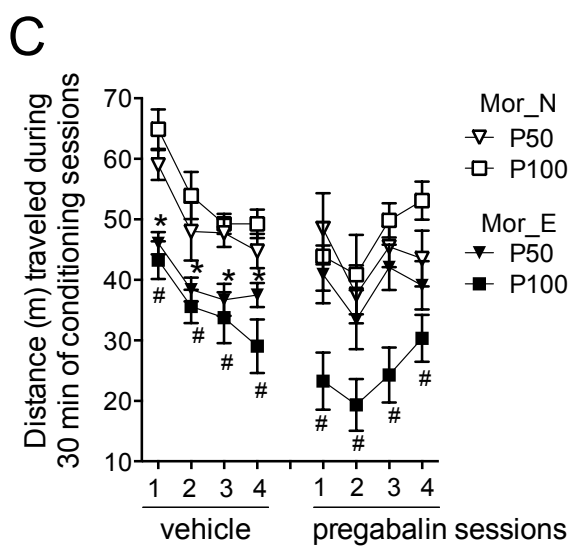 C
Distance (m) traveled during
30 min of conditioning sessions
70
60
50
40
30
20
10
* * * *
# # # #
# # # #
1 2 3 4 1 2 3 4
vehicle pregabalin sessions
Mor_N
P50
P100
Mor_E
P50
P100